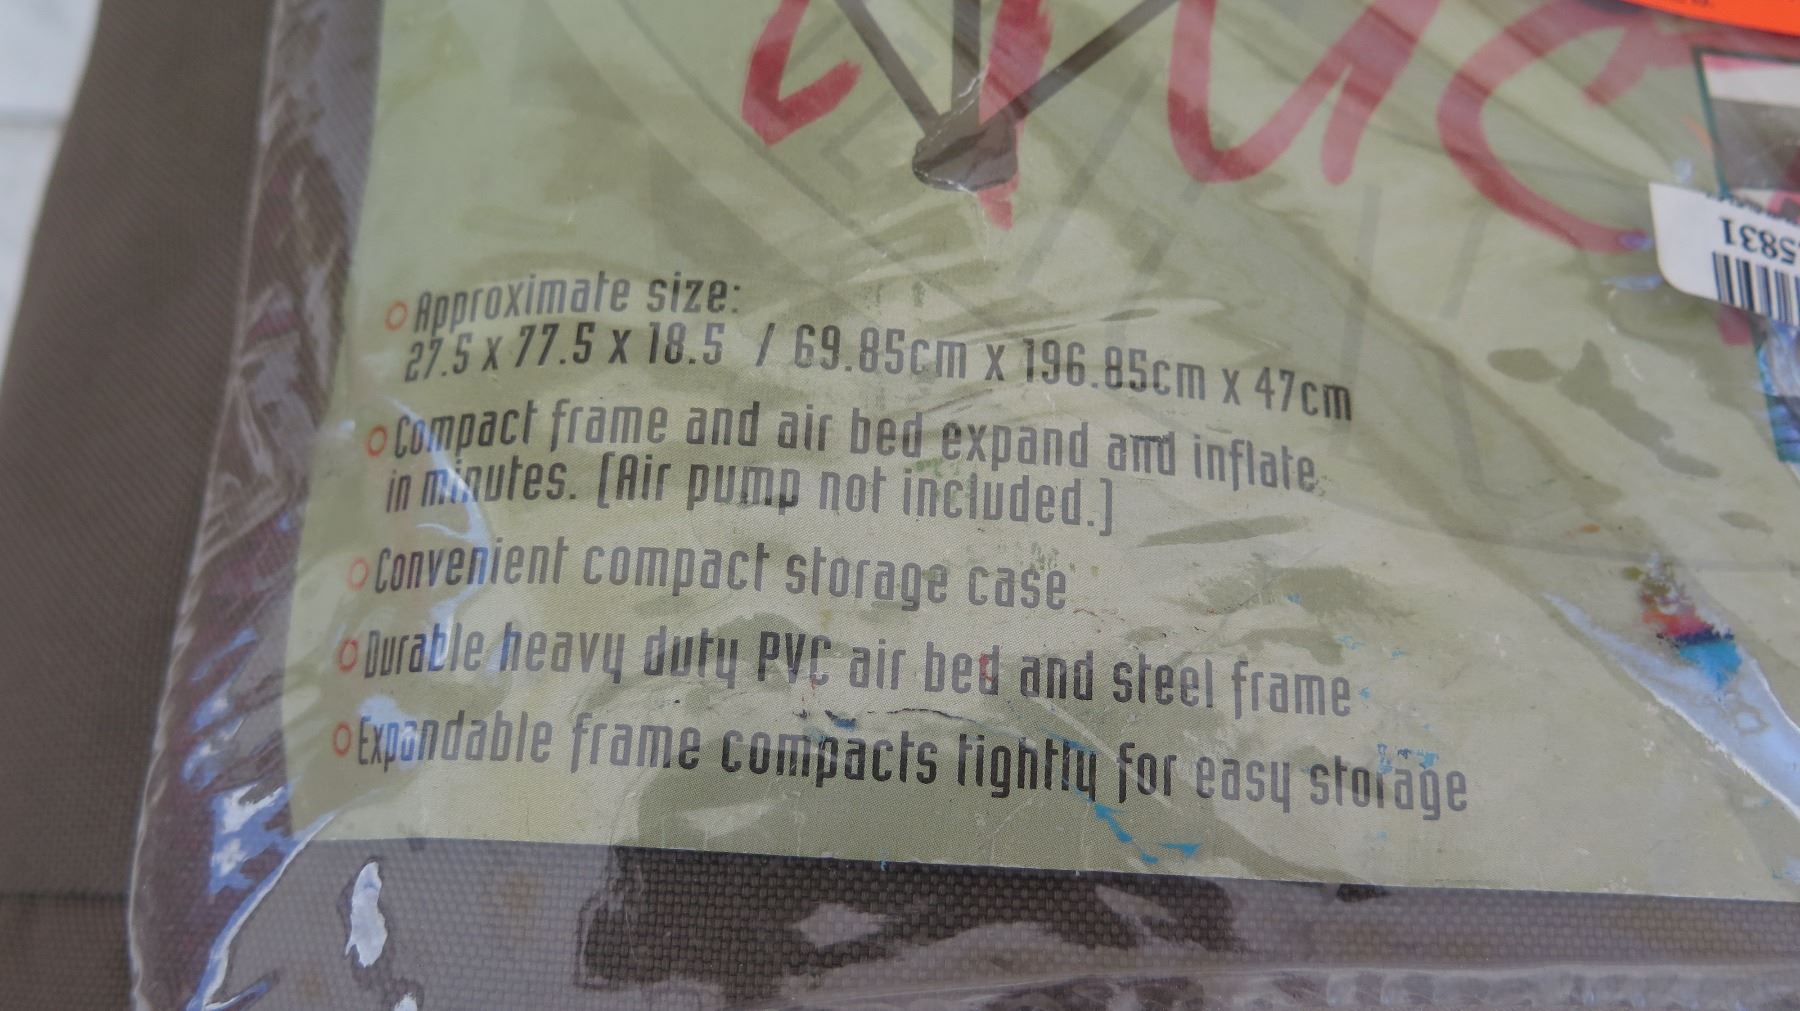 Approximate size:
27.5 x 77.5 x 18.5 / 69.85cm x 196.85cm x 47cm
Compact frame and air bed expand and inflate
in minutes. [Air pump not included.]
Convenient compact storage case
Durable heavy duty PVC air bed and steel frame
Expandable frame compacts tightly for easy storage
5831